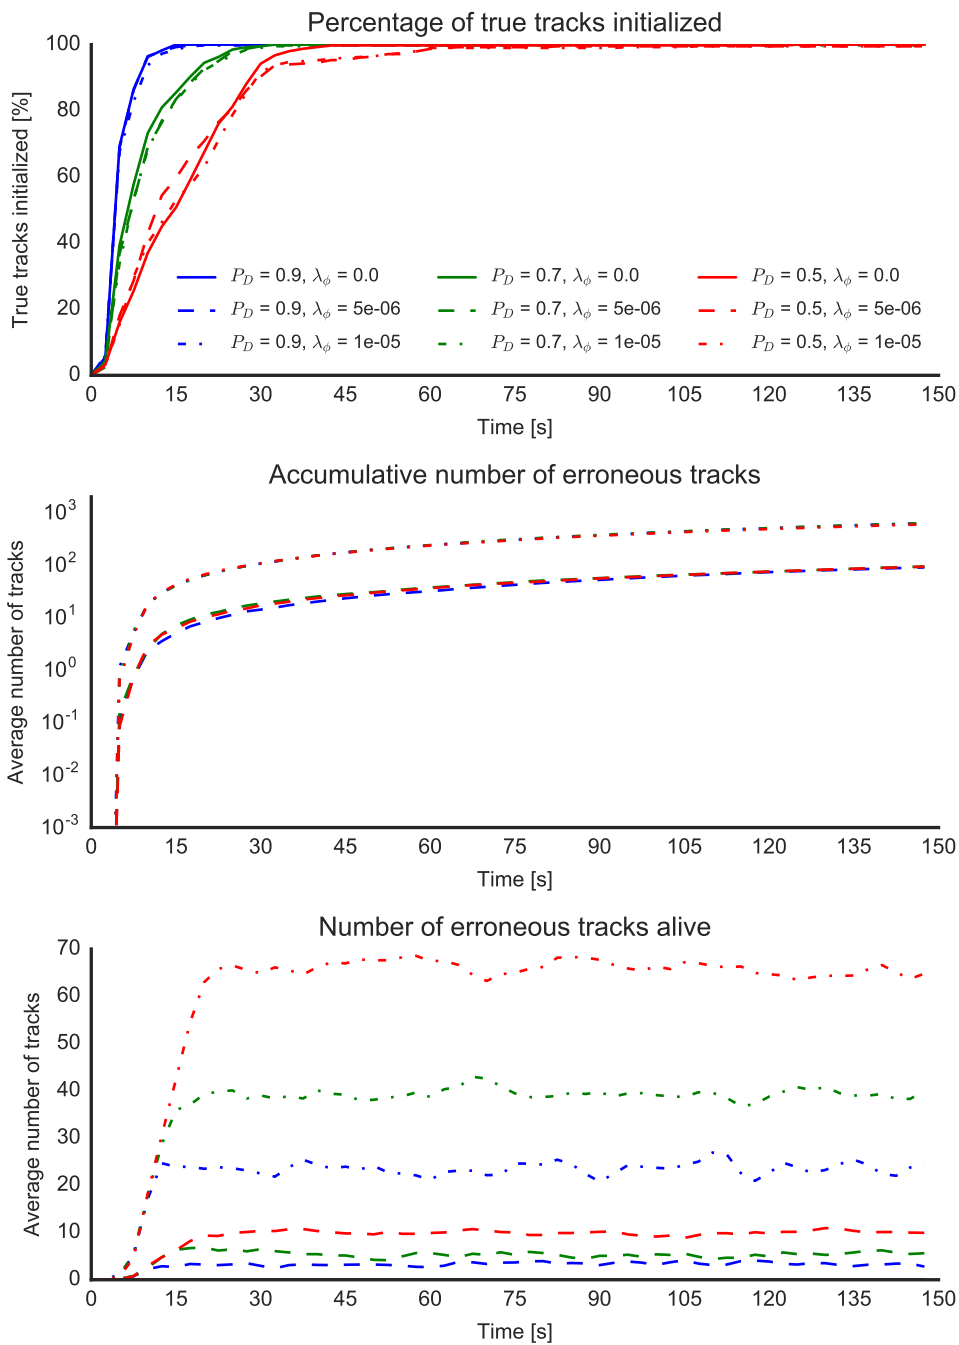 Percentage of true tracks initialized
True tracks initialized [%]
100
80
60
40
20
0
P_D = 0.9, λ_ϕ = 0.0
P_D = 0.7, λ_ϕ = 0.0
P_D = 0.5, λ_ϕ = 0.0
P_D = 0.9, λ_ϕ = 5e-06
P_D = 0.7, λ_ϕ = 5e-06
P_D = 0.5, λ_ϕ = 5e-06
P_D = 0.9, λ_ϕ = 1e-05
P_D = 0.7, λ_ϕ = 1e-05
P_D = 0.5, λ_ϕ = 1e-05
0 15 30 45 60 75 90 105 120 135 150
Time [s]
Accumulative number of erroneous tracks
Average number of tracks
10^3
10^2
10^1
10^0
10^-1
10^-2
10^-3
0 15 30 45 60 75 90 105 120 135 150
Time [s]
Number of erroneous tracks alive
Average number of tracks
70
60
50
40
30
20
10
0
0 15 30 45 60 75 90 105 120 135 150
Time [s]